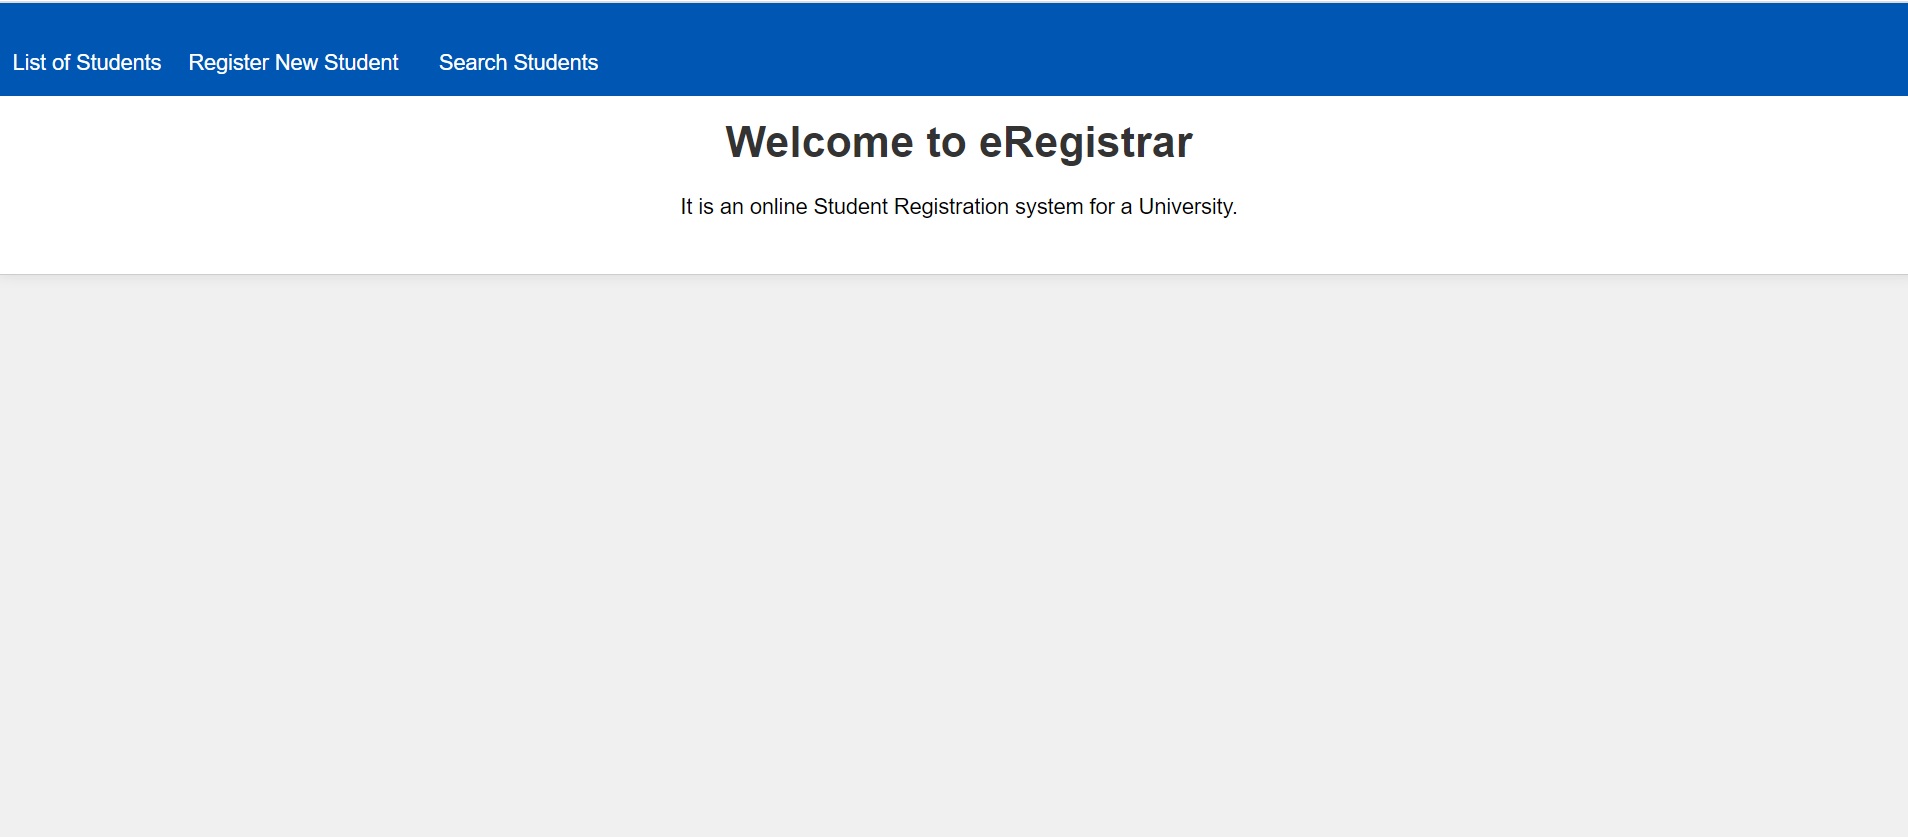 List of Students Register New Student Search Students
Welcome to eRegistrar
It is an online Student Registration system for a University.